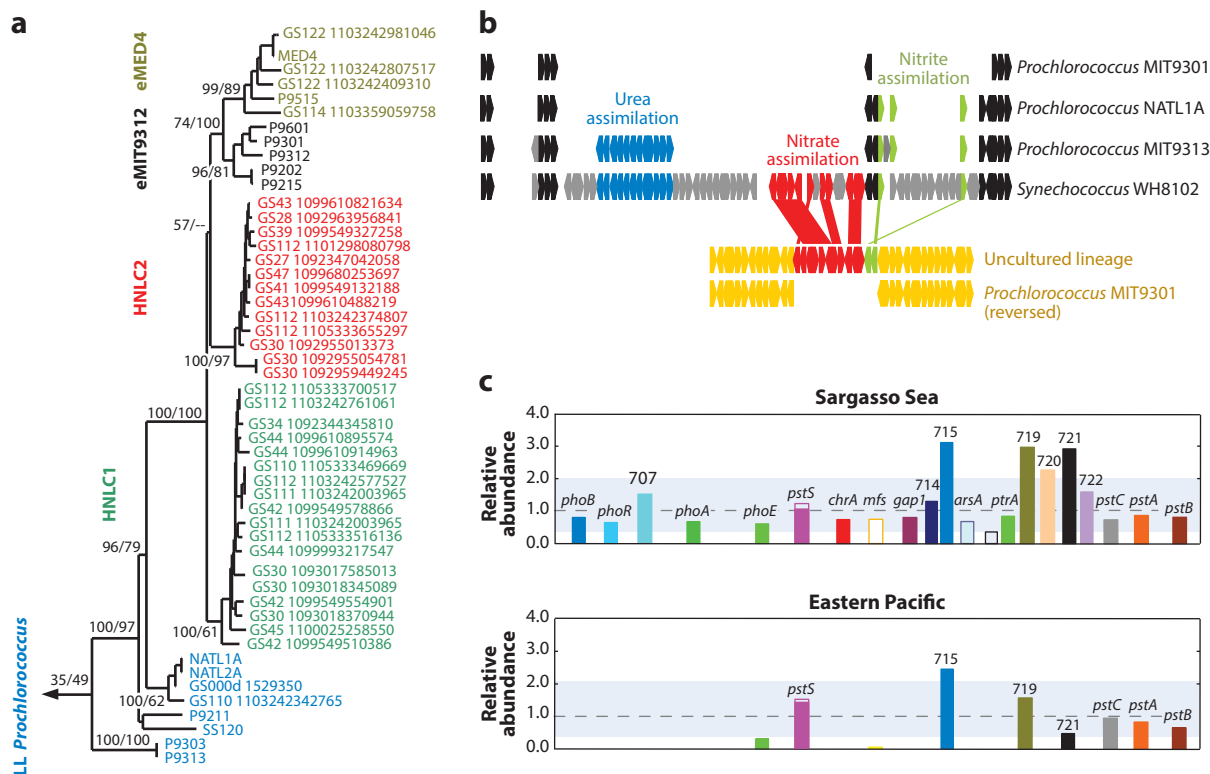 a
eMED4
GS122 1103242981046
MED4
GS122 1103242807517
GS122 1103242409310
P9515
GS114 1103359059758
99/89
74/100
eMIT9312
P9601
P9301
P9312
P9202
P9215
96/81
57/--
HNLC2
GS43 1099610821634
GS28 1092963956841
GS39 1099549327258
GS112 11101298080798
GS27 1092347042058
GS47 1099680253697
GS41 1099549132188
GS431099610488219
GS112 1103242374807
GS112 1105333655297
GS30 1092955013373
GS30 1092955054781
GS30 1092959449245
100/97
100/100
HNLC1
GS112 1105333700517
GS112 1103242761061
GS34 1092344345810
GS44 1099610895574
GS44 1099610914963
GS110 1105333469669
GS112 1103242577527
GS111 1103242003965
GS42 1099549578866
GS111 1103242003965
GS112 1105333516136
GS44 1099993217547
GS30 1093017585013
GS30 1093018345089
GS42 1099549554901
GS30 1093018370944
GS45 1100025258550
GS42 1099549510386
96/79
100/61
100/97
LL Prochlorococcus
35/49
NATL1A
NATL2A
GS000d 1529350
GS110 1103242342765
100/62
P9211
SS120
100/100
P9303
P9313
b
Nitrite
assimilation
Urea
assimilation
Nitrate
assimilation
Prochlorococcus MIT9301
Prochlorococcus NATL1A
Prochlorococcus MIT9313
Synechococcus WH8102
Uncultured lineage
Prochlorococcus MIT9301
(reversed)
c
Sargasso Sea
Relative
abundance
4.0
3.0
2.0
1.0
0.0
phoB
phoR
707
phoA
phoE
pstS
chrA
mfs
gap1
714
715
arsA
ptrA
719
720
721
722
pstC
pstA
pstB
Eastern Pacific
Relative
abundance
4.0
3.0
2.0
1.0
0.0
pstS
715
719
721
pstC
pstA
pstB